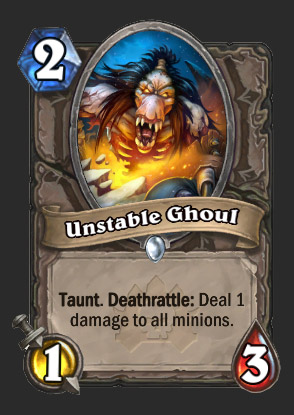 2
Unstable Ghoul
Taunt. Deathrattle: Deal 1
damage to all minions.
1
3